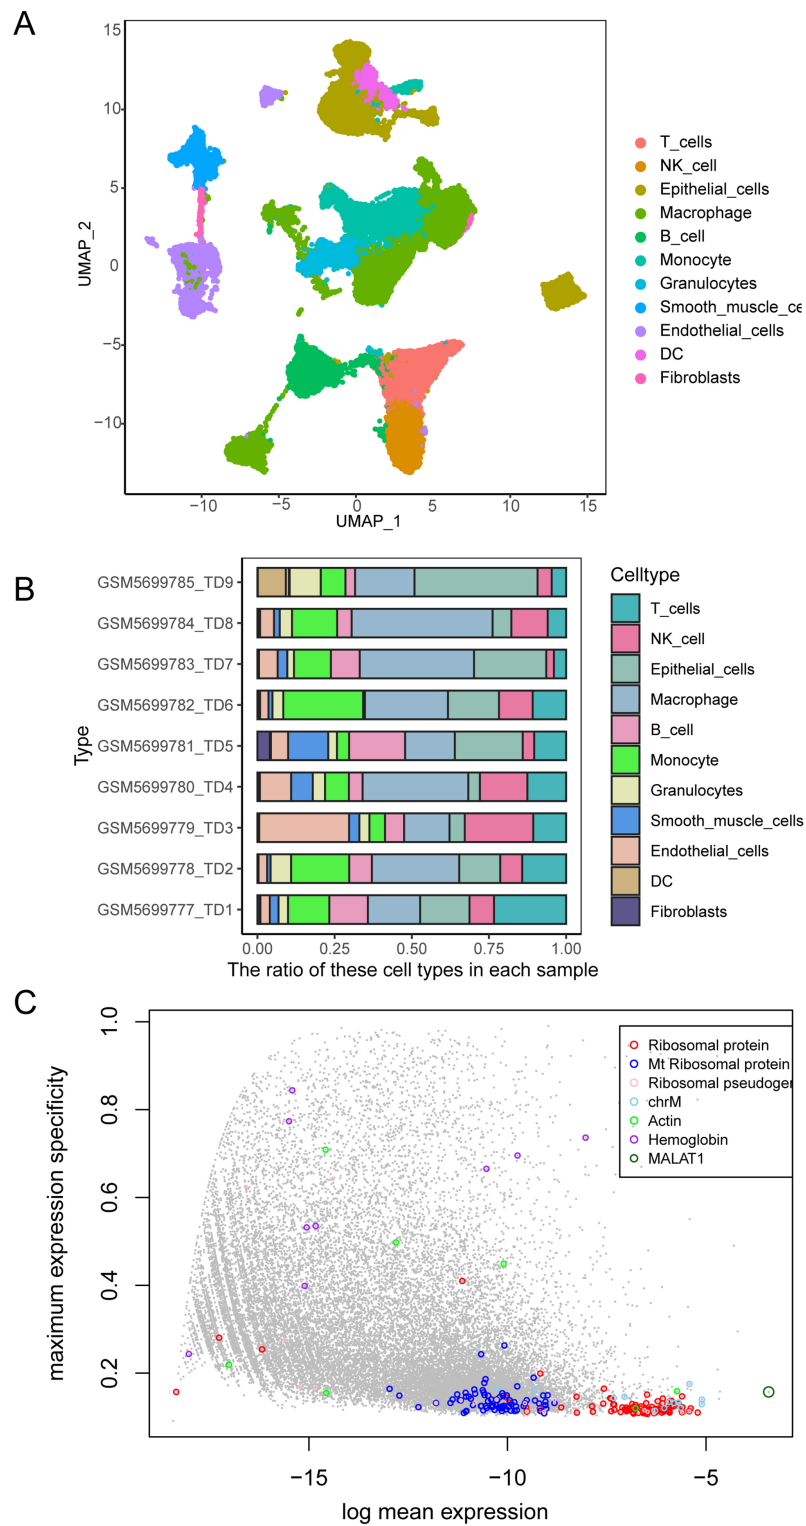 A
15
10
5
0
−5
−10
UMAP_2
−10
−5
0
5
10
15
UMAP_1
T_cells
NK_cell
Epithelial_cells
Macrophage
B_cell
Monocyte
Granulocytes
Smooth_muscle_ce
Endothelial_cells
DC
Fibroblasts
B
GSM5699785_TD9
GSM5699784_TD8
GSM5699783_TD7
GSM5699782_TD6
GSM5699781_TD5
GSM5699780_TD4
GSM5699779_TD3
GSM5699778_TD2
GSM5699777_TD1
Type
0.00
0.25
0.50
0.75
1.00
The ratio of these cell types in each sample
Celltype
T_cells
NK_cell
Epithelial_cells
Macrophage
B_cell
Monocyte
Granulocytes
Smooth_muscle_cells
Endothelial_cells
DC
Fibroblasts
C
1.0
0.8
0.6
0.4
0.2
maximum expression specificity
−15
−10
−5
log mean expression
Ribosomal protein
Mt Ribosomal protein
Ribosomal pseudoger
chrM
Actin
Hemoglobin
MALAT1